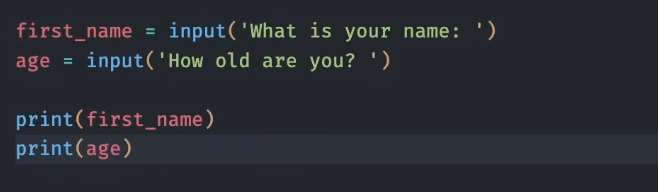 first_name = input('What is your name: ')
age = input('How old are you? ')
print(first_name)
print(age)